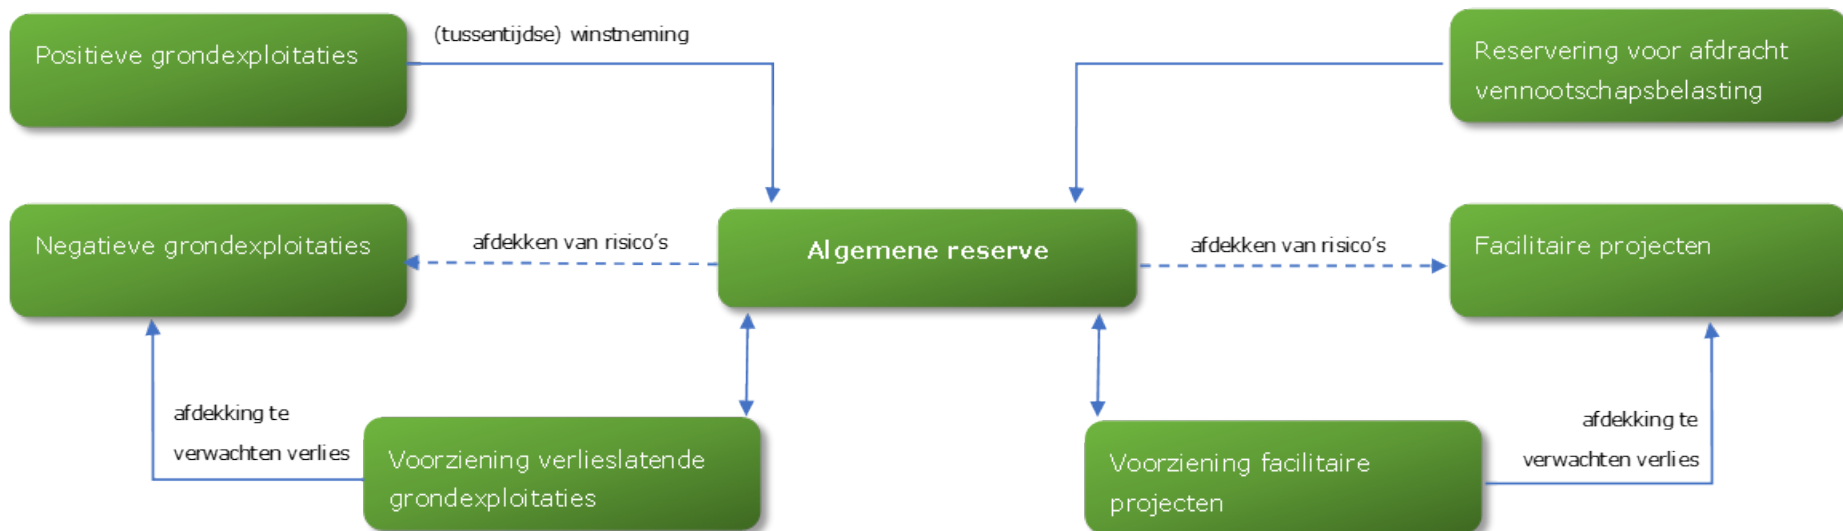 Positieve grondexploitaties
(tussentijdse) winstneming
Reservering voor afdracht
vennootschapsbelasting
Negatieve grondexploitaties
afdekken van risico's
Algemene reserve
afdekken van risico's
Facilitaire projecten
afdekking te
verwachten verlies
Voorziening verlieslatende
grondexploitaties
Voorziening facilitaire
projecten
afdekking te
verwachten verlies